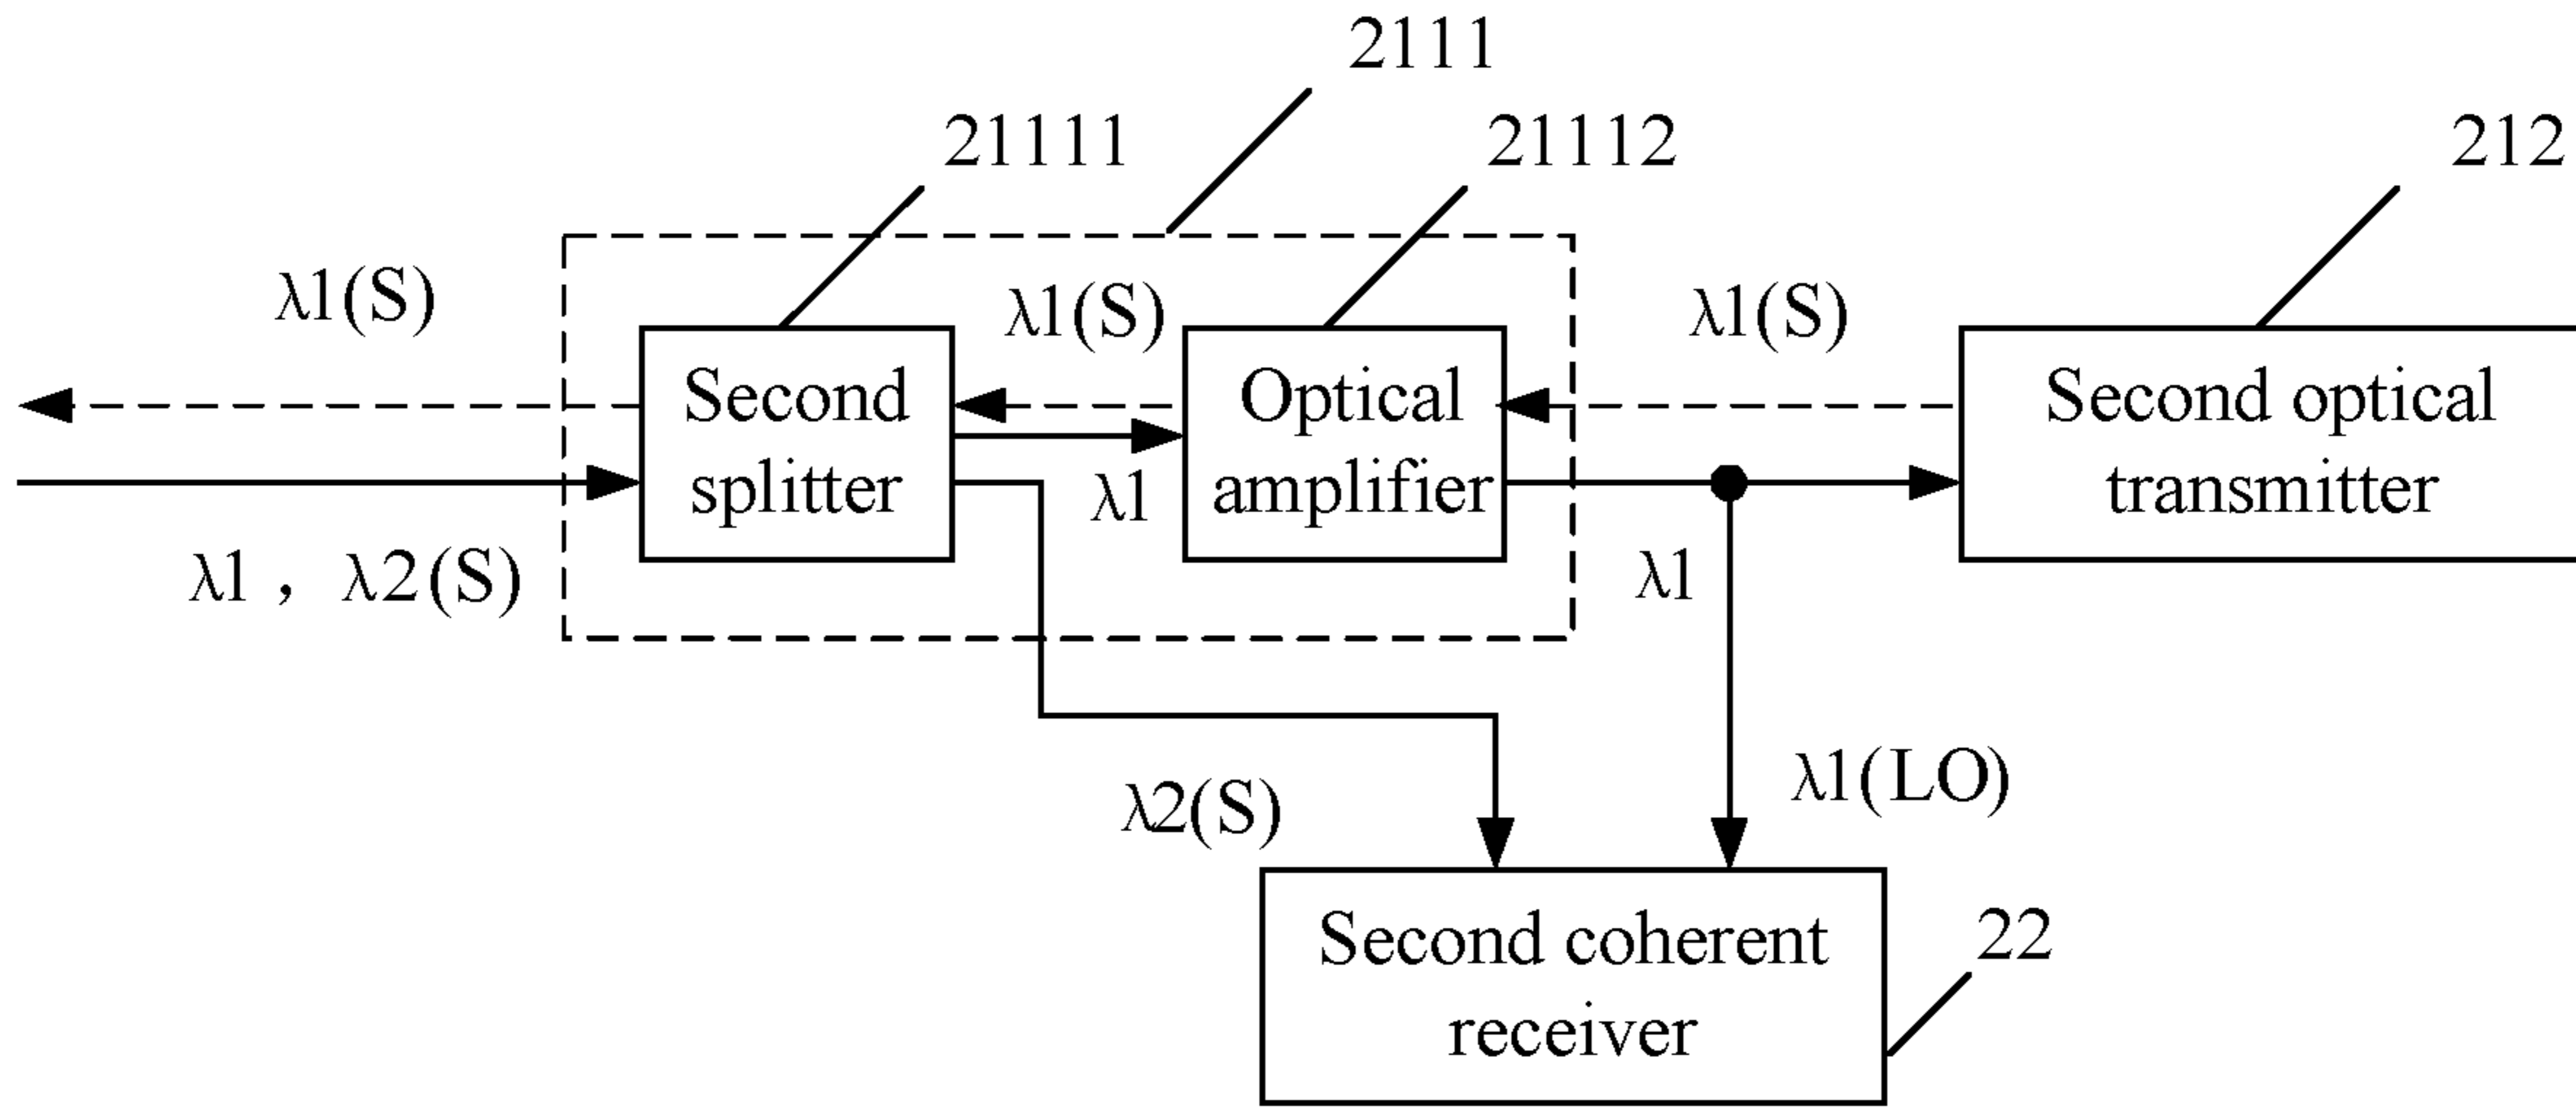 2111
21111
21112
212
λ1(S)
λ1(S)
λ1(S)
Second
splitter
Optical
amplifier
Second optical
transmitter
λ1
λ1 , λ2(S)
λ1
λ2(S)
λ1(LO)
Second coherent
receiver
22